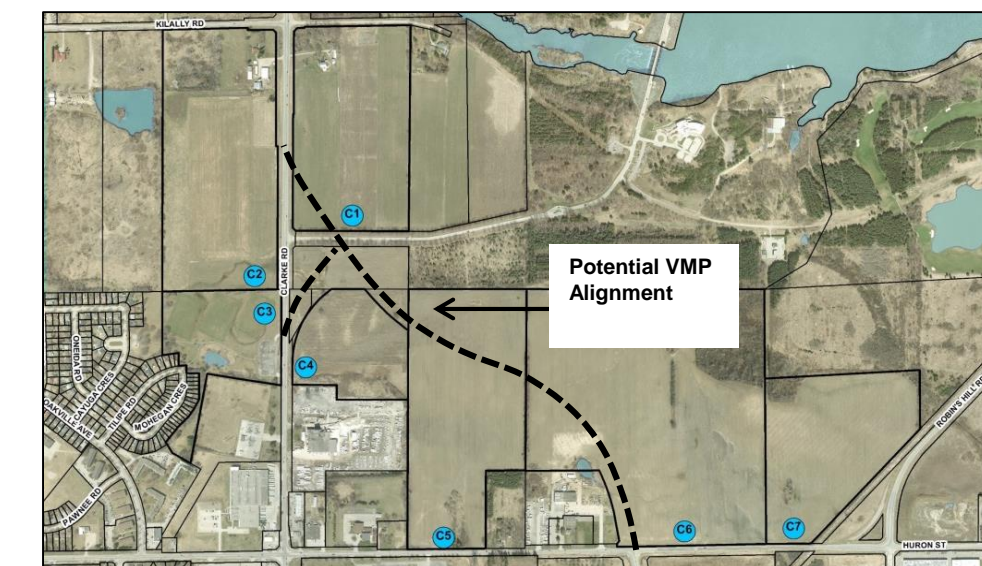 KILALLY RD
C1
Potential VMP
Alignment
C2
CLARKE RD
C3
ONEIDA RD
CAYUGA CRES
TILIPE RD
MOHEGAN CRES
OAKVILLE AVE
C4
PAWNEE RD
ROBIN'S HILL RD
C5
C6
C7
HURON ST